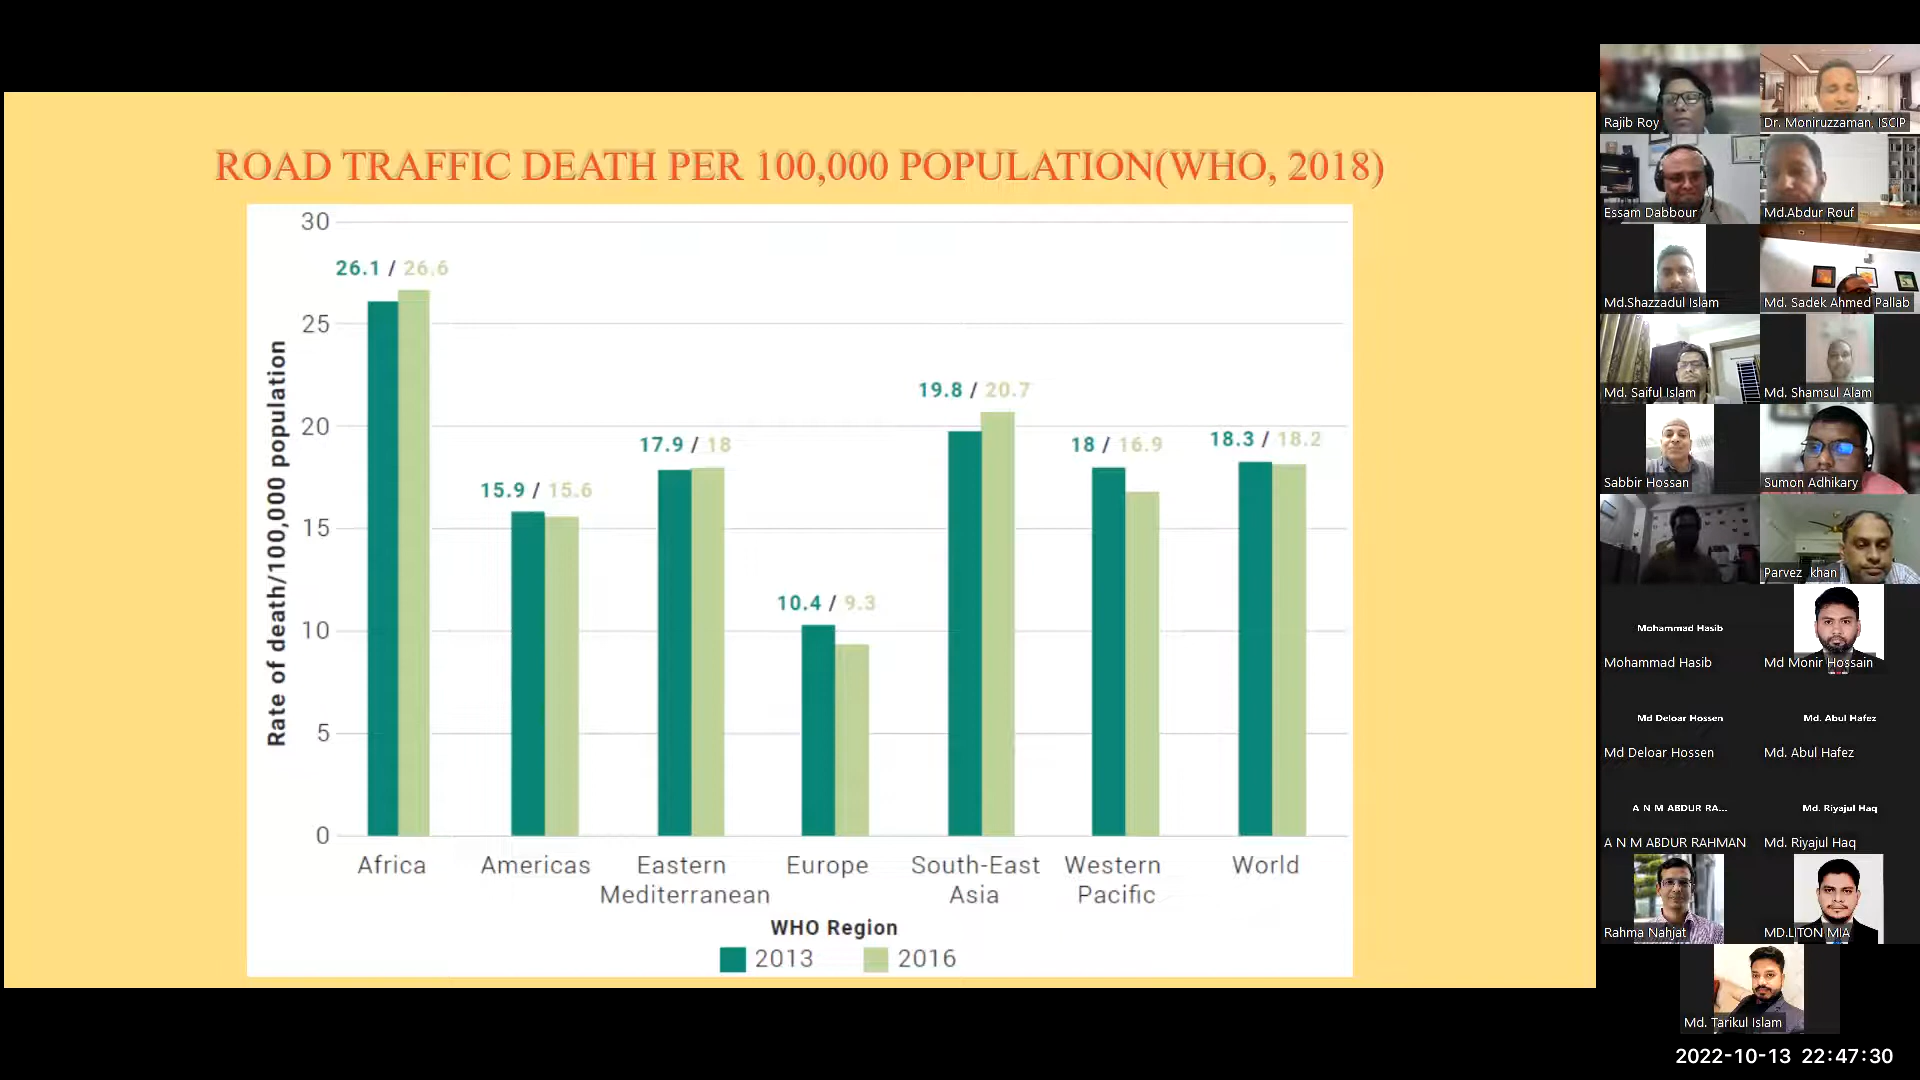 ROAD TRAFFIC DEATH PER 100,000 POPULATION(WHO, 2018)
30
25
20
15
10
5
0
Rate of death/100,000 population
26.1 / 26.6
15.9 / 15.6
17.9 / 18
10.4 / 9.3
19.8 / 20.7
18 / 16.9
18.3 / 18.2
Africa
Americas
Eastern
Mediterranean
Europe
South-East
Asia
Western
Pacific
World
WHO Region
2013
2016
Rajib Roy
Dr. Moniruzzaman, ISCIP
Essam Dabbour
Md.Abdur Rouf
Md.Shazzadul Islam
Md. Sadek Ahmed Pallab
Md. Saiful Islam
Md. Shamsul Alam
Sabbir Hossan
Sumon Adhikary
Parvez khan
Mohammad Hasib
Mohammad Hasib
Md Monir Hossain
Md Deloar Hossen
Md Deloar Hossen
Md. Abul Hafez
Md. Abul Hafez
A N M ABDUR RA...
A N M ABDUR RAHMAN
Md. Riyajul Haq
Md. Riyajul Haq
Rahma Nahjat
MD.LITON MIA
Md. Tarikul Islam
2022-10-13 22:47:30